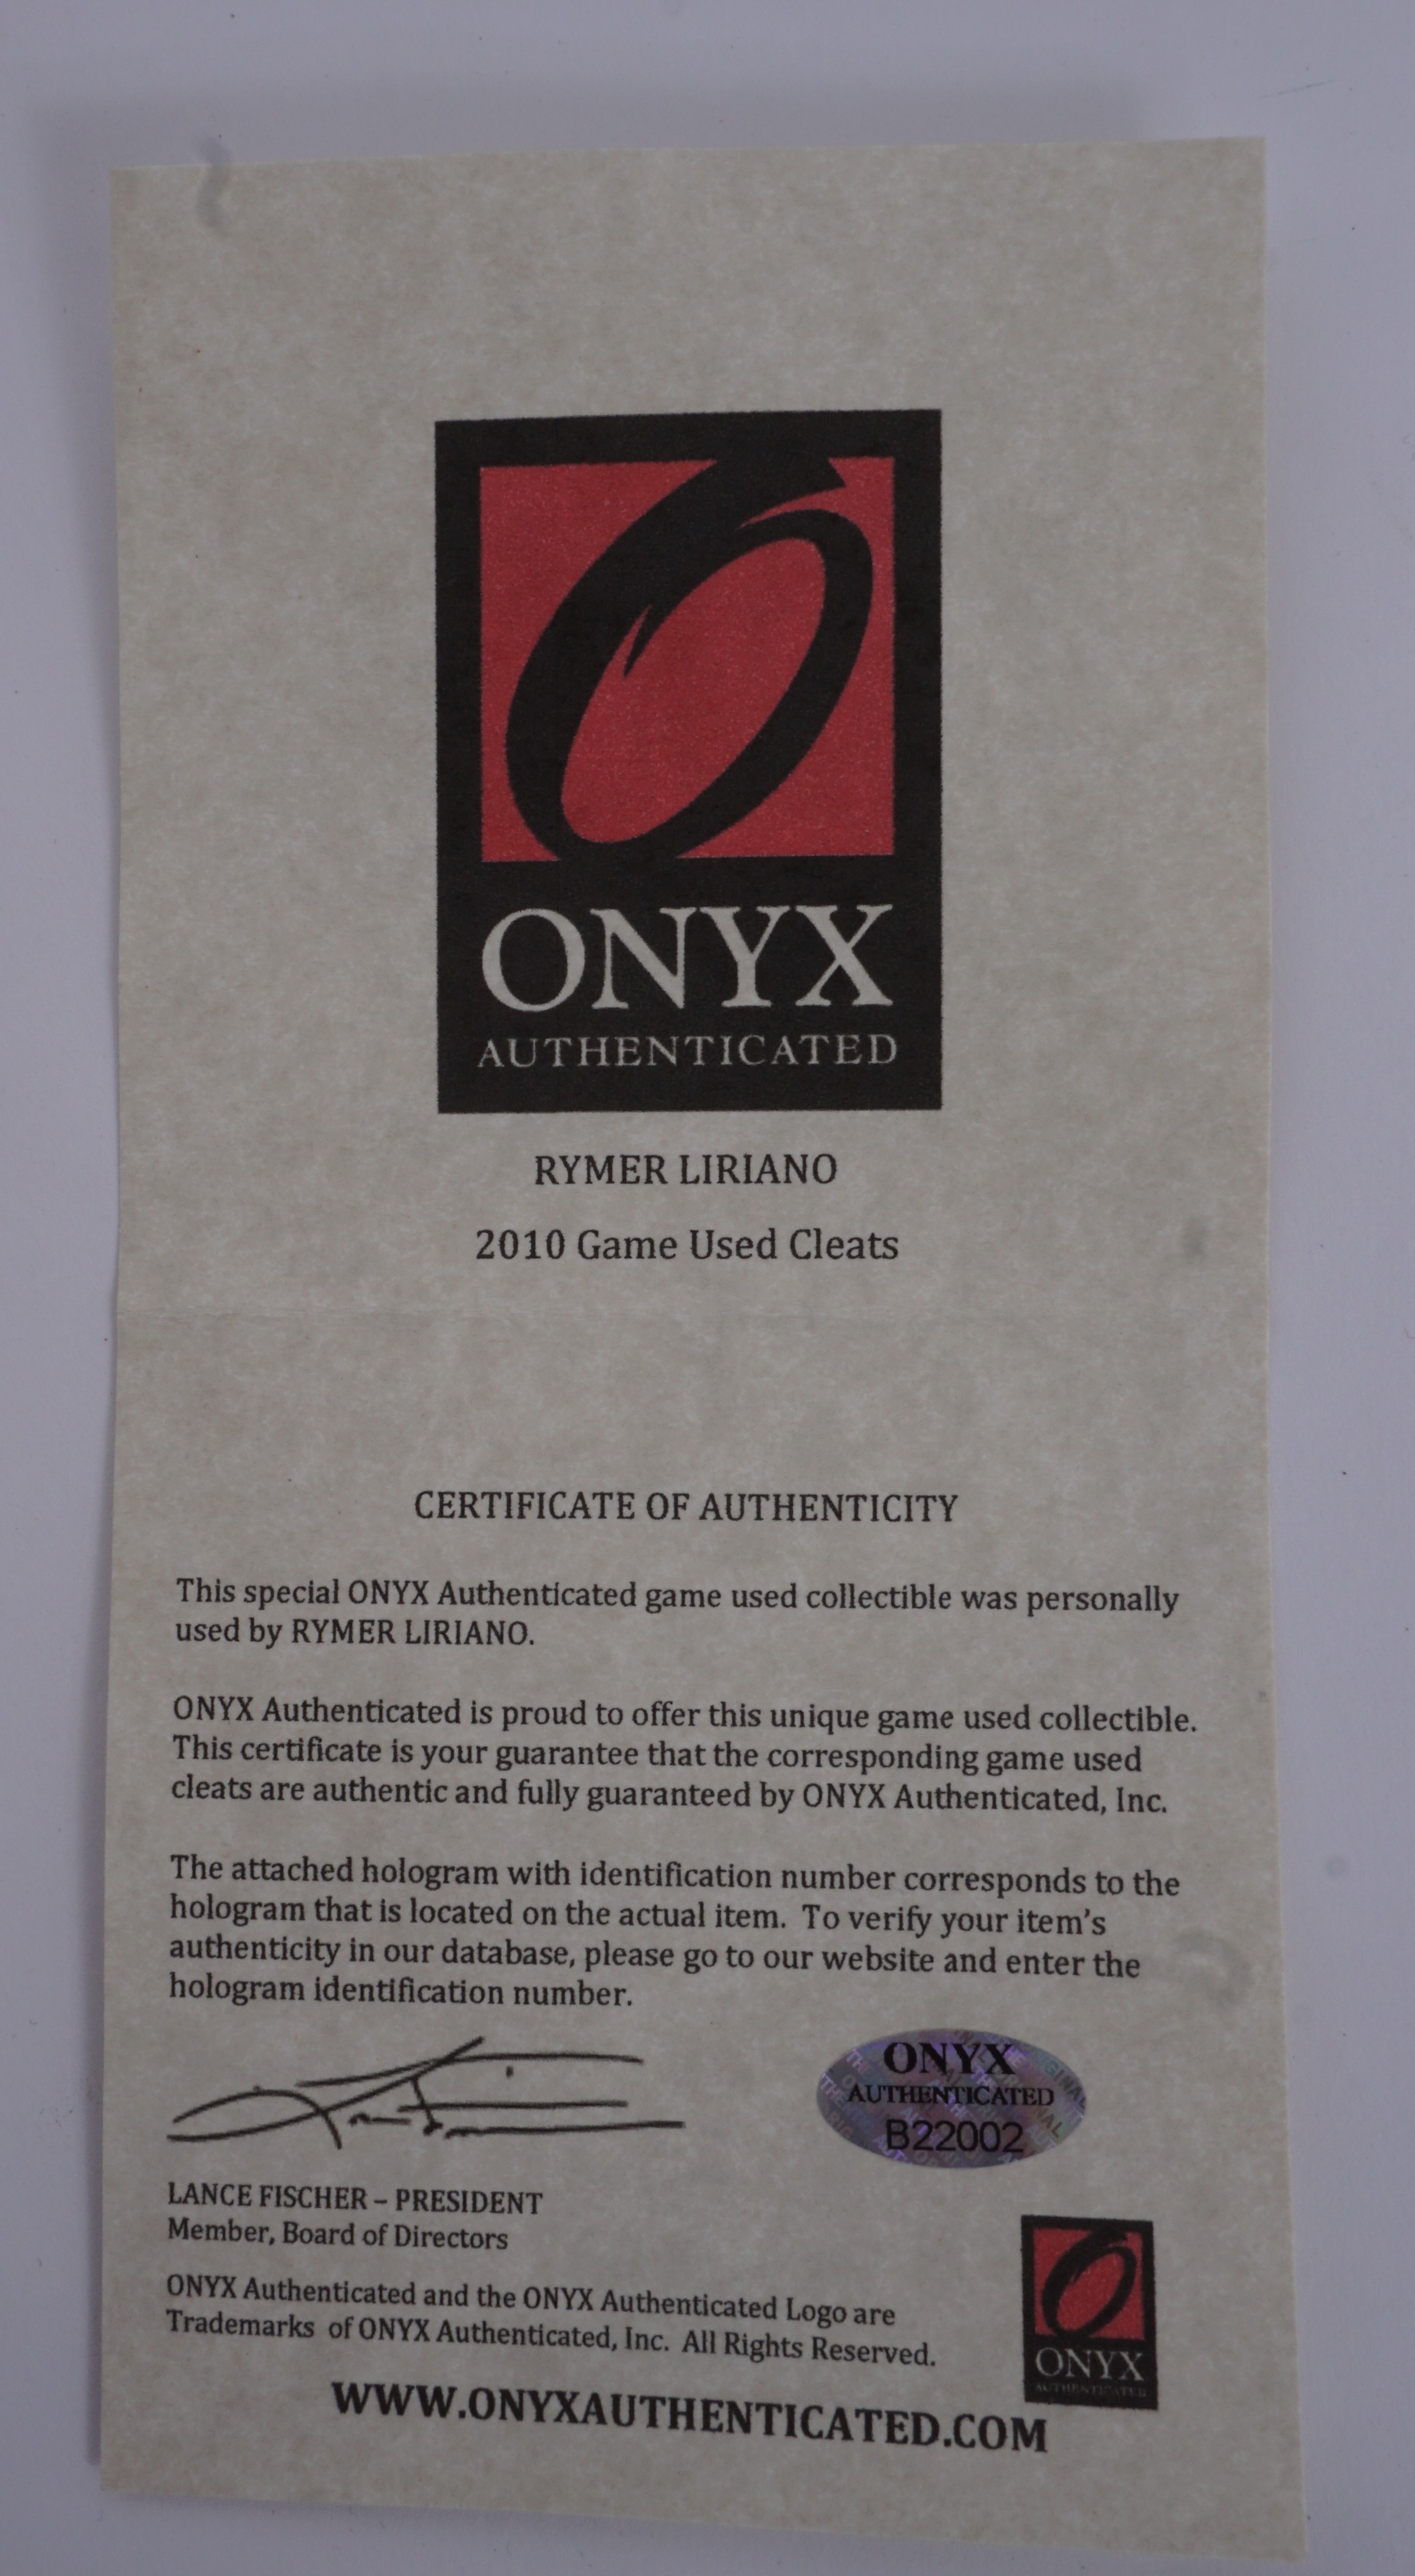 ONYX
AUTHENTICATED
RYMER LIRIANO
2010 Game Used Cleats
CERTIFICATE OF AUTHENTICITY
This special ONYX Authenticated game used collectible was personally
used by RYMER LIRIANO.
ONYX Authenticated is proud to offer this unique game used collectible.
This certificate is your guarantee that the corresponding game used
cleats are authentic and fully guaranteed by ONYX Authenticated, Inc.
The attached hologram with identification number corresponds to the
hologram that is located on the actual item. To verify your item's
authenticity in our database, please go to our website and enter the
hologram identification number.
ONYX
AUTHENTICATED
B22002
LANCE FISCHER – PRESIDENT
Member, Board of Directors
ONYX Authenticated and the ONYX Authenticated Logo are
Trademarks of ONYX Authenticated, Inc. All Rights Reserved.
ONYX
AUTHENTICATED
WWW.ONYXAUTHENTICATED.COM